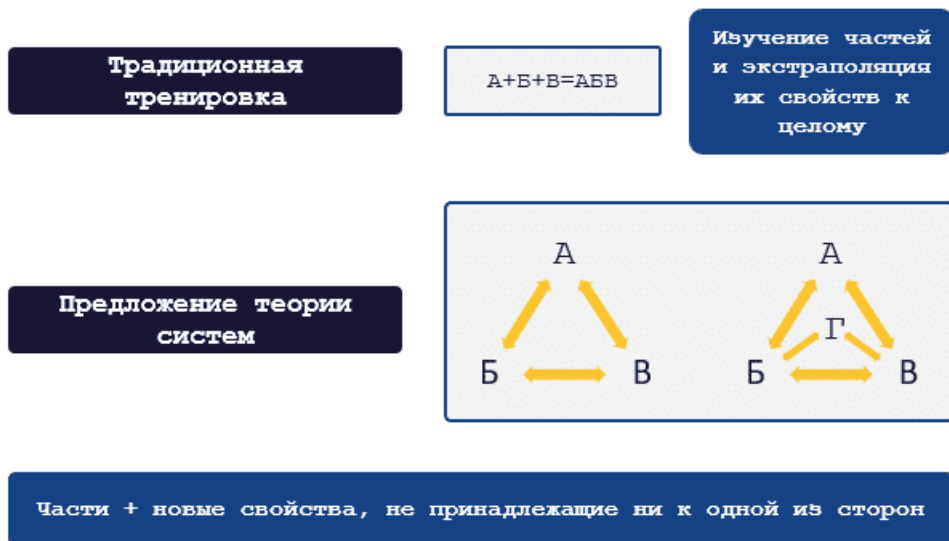 Традиционная
тренировка
А+Б+В=АБВ
Изучение частей
и экстраполяция
их свойств к
целому
Предложение теории
систем
А
Б
В
А
Г
Б
В
Части + новые свойства, не принадлежащие ни к одной из сторон